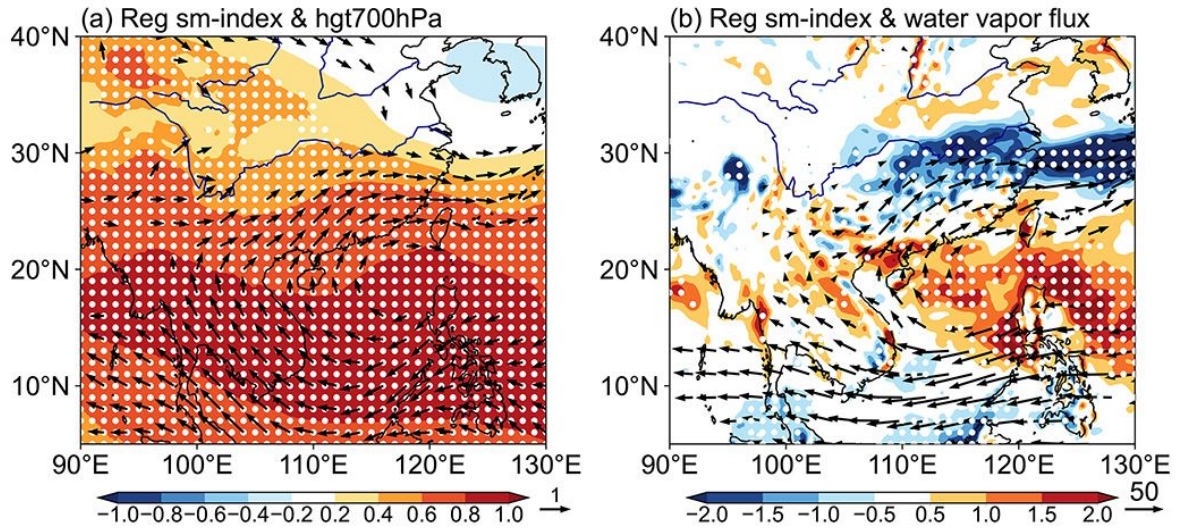 (a) Reg sm-index & hgt700hPa
40°N
30°N
20°N
10°N
90°E 100°E 110°E 120°E 130°E
−1.0 −0.8 −0.6 −0.4 −0.2 0.2 0.4 0.6 0.8 1.0
1
(b) Reg sm-index & water vapor flux
40°N
30°N
20°N
10°N
90°E 100°E 110°E 120°E 130°E
−2.0 −1.5 −1.0 −0.5 0.5 1.0 1.5 2.0
50